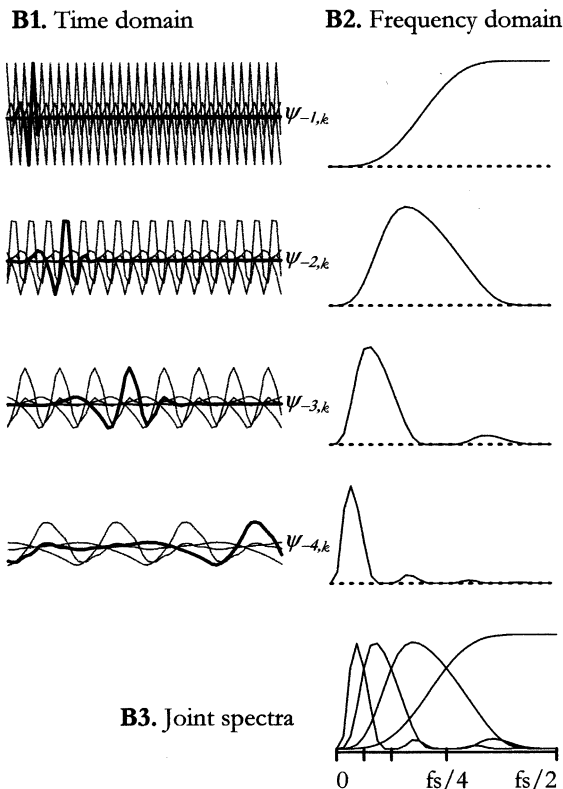 B1. Time domain
B2. Frequency domain
ψ−1,k
ψ−2,k
ψ−3,k
ψ−4,k
B3. Joint spectra
0 fs/4 fs/2